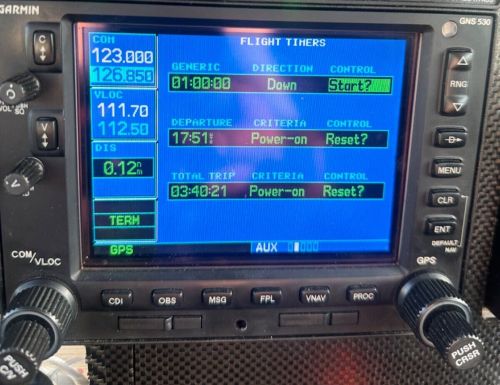 GARMIN
GNS 530
COM
123.000
126.850
VLOC
111.70
112.50
DIS
0.12nm
TERM
GPS
FLIGHT TIMERS
GENERIC DIRECTION CONTROL
01:00:00 Down Start?
DEPARTURE CRITERIA CONTROL
17:51 Power-on Reset?
TOTAL TRIP CRITERIA CONTROL
03:40:21 Power-on Reset?
AUX
C
V
RNG
D
MENU
CLR
ENT
DEFAULT
NAV
COM/VLOC
GPS
CDI OBS MSG FPL VNAV PROC
PUSH
C/V
PUSH
CRSR